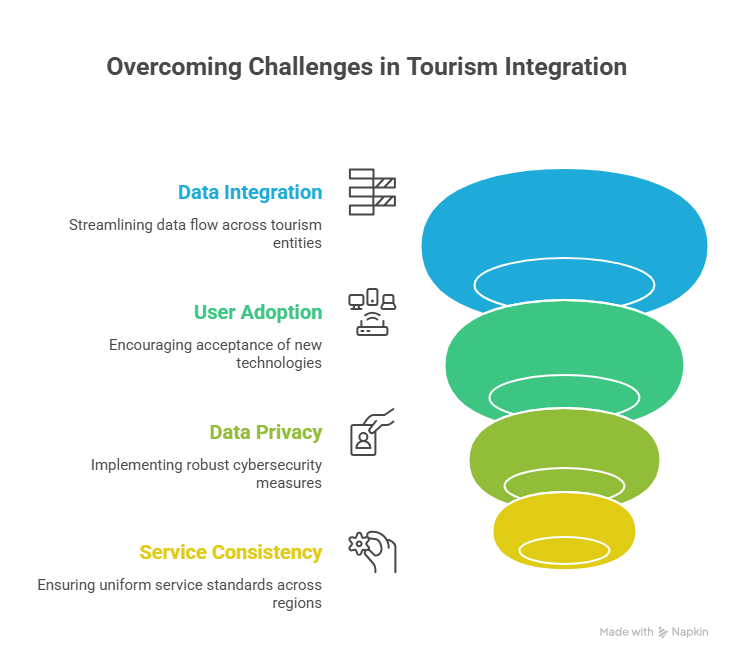 Overcoming Challenges in Tourism Integration
Data Integration
Streamlining data flow across tourism
entities
User Adoption
Encouraging acceptance of new
technologies
Data Privacy
Implementing robust cybersecurity
measures
Service Consistency
Ensuring uniform service standards across
regions
Made with Napkin